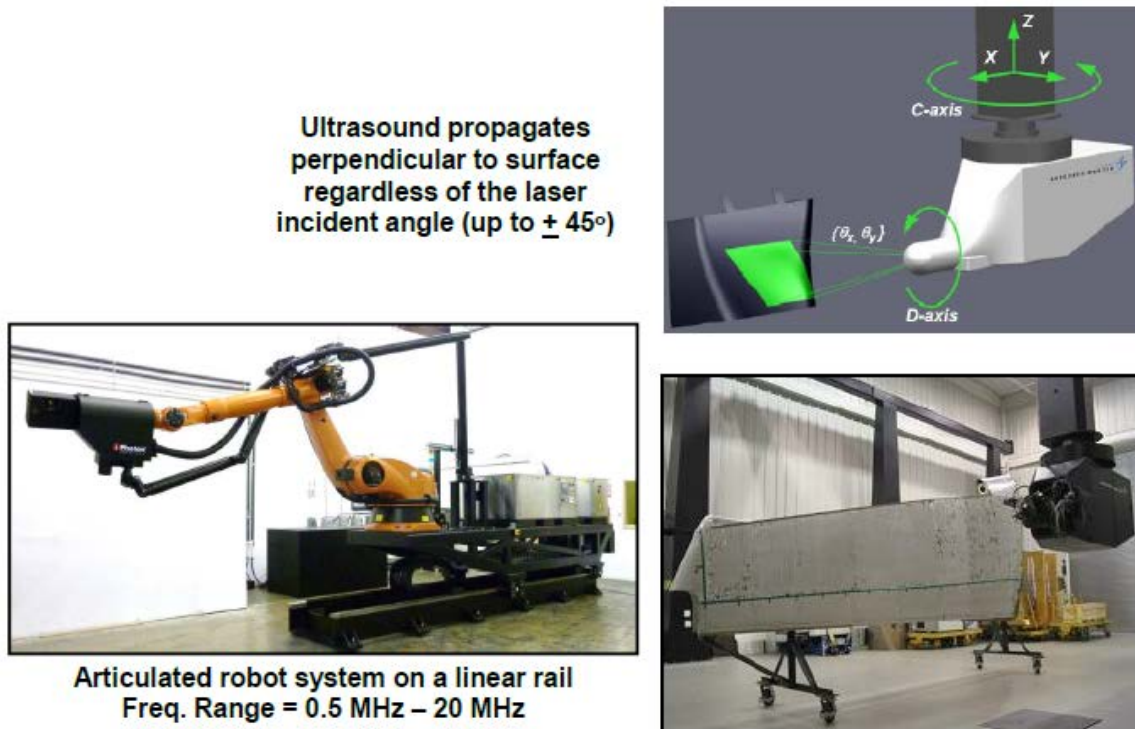 Ultrasound propagates
perpendicular to surface
regardless of the laser
incident angle (up to ± 45o)
Z
X
Y
C-axis
{θx, θy}
D-axis
Articulated robot system on a linear rail
Freq. Range = 0.5 MHz – 20 MHz